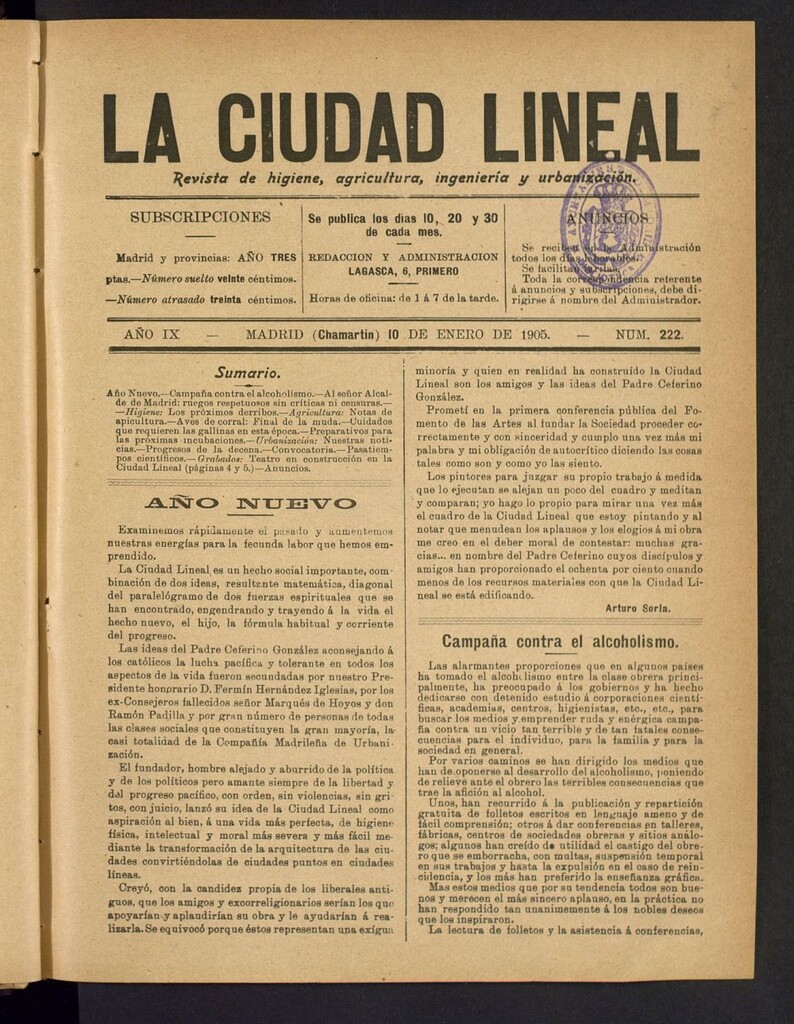 LA CIUDAD LINEAL
Revista de higiene, agricultura, ingeniería y urbanización.
SUBSCRIPCIONES
Madrid y provincias: AÑO TRES
ptas.—Número suelto veinte céntimos.
—Número atrasado treinta céntimos.
Se publica los días 10, 20 y 30
de cada mes.
REDACCION Y ADMINISTRACION
LAGASCA, 6, PRIMERO
Horas de oficina: de 1 á 7 de la tarde.
ANUNCIOS
Se reciben en la Administración
todos los días laborables.
Se facilitan tarifas.
Toda la correspondencia referente
á anuncios y subscripciones, debe di-
rigirse á nombre del Administrador.
AÑO IX — MADRID (Chamartin) 10 DE ENERO DE 1905. — NUM. 222.
Sumario.
Año Nuevo.—Campaña contra el alcoholismo.—Al señor Alcal-
de de Madrid: ruegos respetuosos sin críticas ni censuras.—
—Higiene: Los próximos derribos.—Agricultura: Notas de
apicultura.—Aves de corral: Final de la muda.—Cuidados
que requieren las gallinas en esta época.—Preparativos para
las próximas incubaciones.—Urbanización: Nuestras noti-
cias.—Progresos de la decena.—Convocatoria.—Pasatiem-
pos científicos.—Grabados: Teatro en construcción en la
Ciudad Lineal (páginas 4 y 5).—Anuncios.
AÑO NUEVO
Examinemos rápidamente el pasado y aumentemos
nuestras energías para la fecunda labor que hemos em-
prendido.
La Ciudad Lineal es un hecho social importante, com-
binación de dos ideas, resultante matemática, diagonal
del paralelógramo de dos fuerzas espirituales que se
han encontrado, engendrando y trayendo á la vida el
hecho nuevo, el hijo, la fórmula habitual y corriente
del progreso.
Las ideas del Padre Ceferino González aconsejando á
los católicos la lucha pacífica y tolerante en todos los
aspectos de la vida fueron secundadas por nuestro Pre-
sidente honorario D. Fermín Hernández Iglesias, por los
ex-Consejeros fallecidos señor Marqués de Hoyos y don
Ramón Padilla y por gran número de personas de todas
las clases sociales que constituyen la gran mayoría, la
casi totalidad de la Compañía Madrileña de Urbani-
zación.
El fundador, hombre alejado y aburrido de la política
y de los políticos pero amante siempre de la libertad y
del progreso pacífico, con orden, sin violencias, sin gri-
tos, con juicio, lanzó su idea de la Ciudad Lineal como
aspiración al bien, á una vida más perfecta, de higiene
física, intelectual y moral más severa y más fácil me-
diante la transformación de la arquitectura de las ciu-
dades convirtiéndolas de ciudades puntos en ciudades
líneas.
Creyó, con la candidez propia de los liberales anti-
guos, que los amigos y excorreligionarios serían los que
apoyarían y aplaudirían su obra y le ayudarían á rea-
lizarla. Se equivocó porque éstos representan una exigua
minoría y quien en realidad ha construído la Ciudad
Lineal son los amigos y las ideas del Padre Ceferino
González.
Prometí en la primera conferencia pública del Fo-
mento de las Artes al fundar la Sociedad proceder co-
rrectamente y con sinceridad y cumplo una vez más mi
palabra y mi obligación de autocrítico diciendo las cosas
tales como son y como yo las siento.
Los pintores para juzgar su propio trabajo á medida
que lo ejecutan se alejan un poco del cuadro y meditan
y comparan; yo hago lo propio para mirar una vez más
el cuadro de la Ciudad Lineal que estoy pintando y al
notar que menudean los aplausos y los elogios á mi obra
me creo en el deber moral de contestar: muchas gra-
cias... en nombre del Padre Ceferino cuyos discípulos y
amigos han proporcionado el ochenta por ciento cuando
menos de los recursos materiales con que la Ciudad Li-
neal se está edificando.
Arturo Soria.
Campaña contra el alcoholismo.
Las alarmantes proporciones que en algunos países
ha tomado el alcoholismo entre la clase obrera princi-
palmente, ha preocupado á los gobiernos y ha hecho
dedicarse con detenido estudio á corporaciones cientí-
ficas, academias, centros, higienistas, etc., etc., para
buscar los medios y emprender ruda y enérgica campa-
ña contra un vicio tan terrible y de tan fatales conse-
cuencias para el individuo, para la familia y para la
sociedad en general.
Por varios caminos se han dirigido los medios que
han de oponerse al desarrollo del alcoholismo, poniendo
de relieve ante el obrero las terribles consecuencias que
trae la afición al alcohol.
Unos, han recurrido á la publicación y repartición
gratuita de folletos escritos en lenguaje ameno y de
fácil comprensión; otros á dar conferencias en talleres,
fábricas, centros de sociedades obreras y sitios análo-
gos; algunos han creído de utilidad el castigo del obre-
ro que se emborracha, con multas, suspensión temporal
en sus trabajos y hasta la expulsión en el caso de rein-
cidencia, y los más han preferido la enseñanza gráfica.
Mas estos medios que por su tendencia todos son bue-
nos y merecen el más sincero aplauso, en la práctica no
han respondido tan unanimemente á los nobles deseos
que los inspiraron.
La lectura de folletos y la asistencia á conferencias,